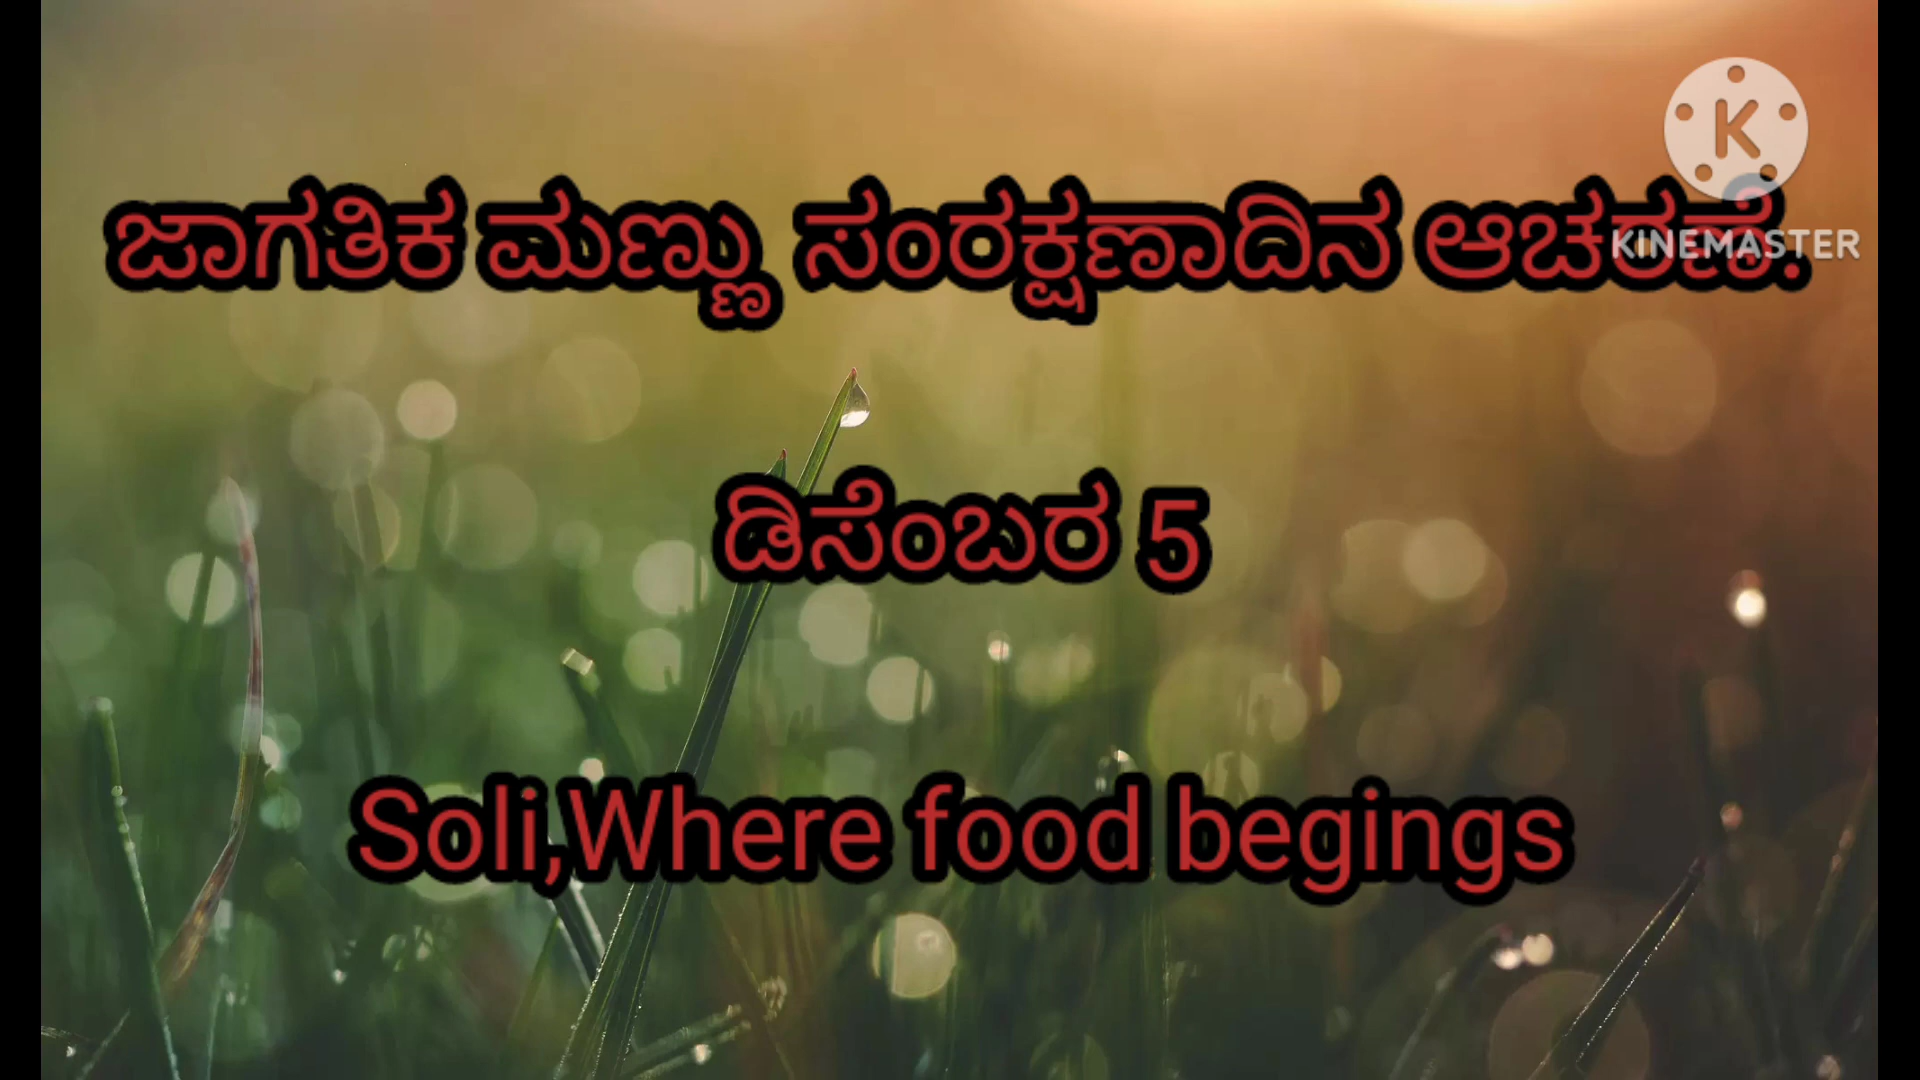 K
KINEMASTER
ಜಾಗತಿಕ ಮಣ್ಣು ಸಂರಕ್ಷಣಾದಿನ ಆಚರಣೆ.
ಡಿಸೆಂಬರ 5
Soli,Where food begings